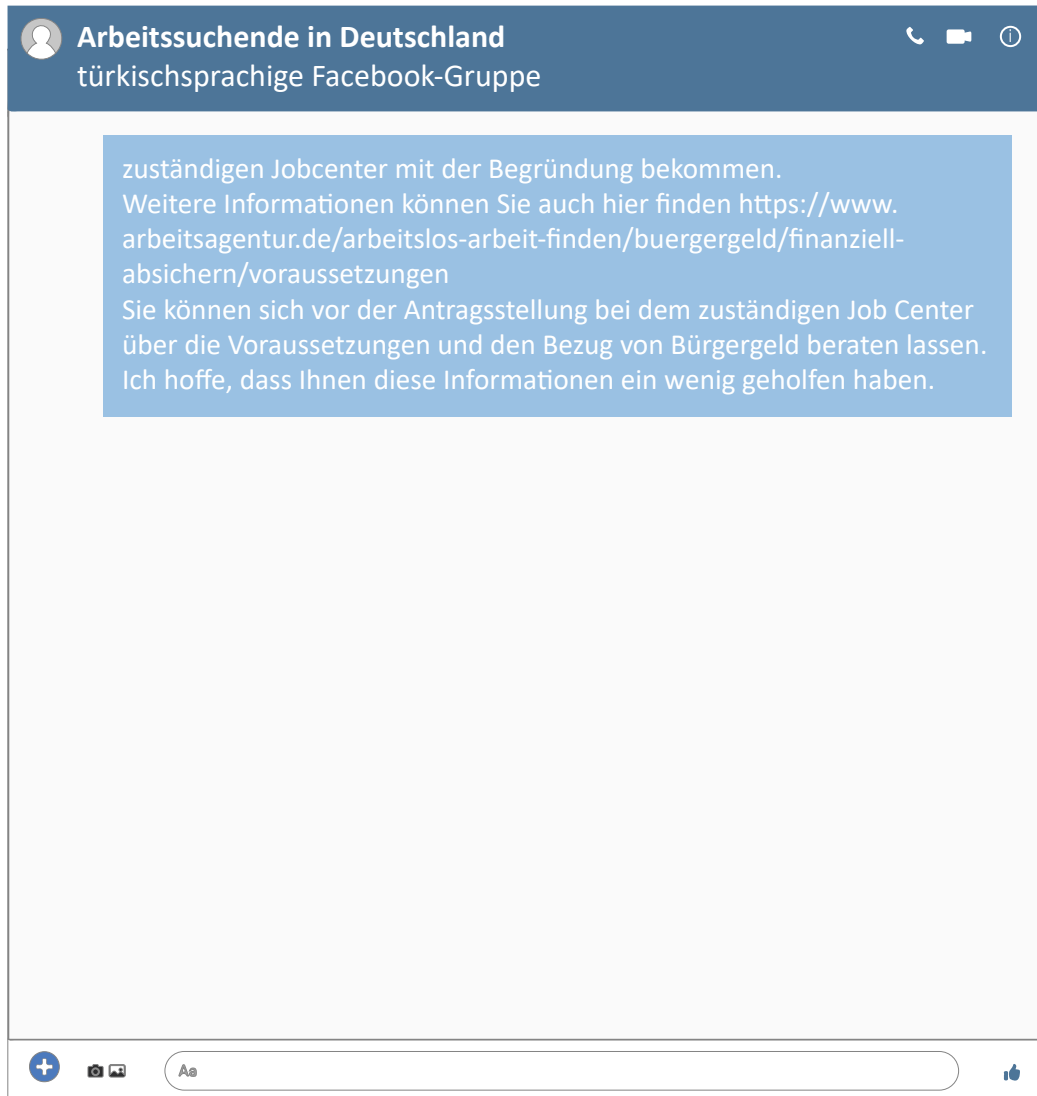 Arbeitssuchende in Deutschland
türkischsprachige Facebook-Gruppe
zuständigen Jobcenter mit der Begründung bekommen.
Weitere Informationen können Sie auch hier finden https://www.
arbeitsagentur.de/arbeitslos-arbeit-finden/buergergeld/finanziell-
absichern/voraussetzungen
Sie können sich vor der Antragsstellung bei dem zuständigen Job Center
über die Voraussetzungen und den Bezug von Bürgergeld beraten lassen.
Ich hoffe, dass Ihnen diese Informationen ein wenig geholfen haben.
Aa